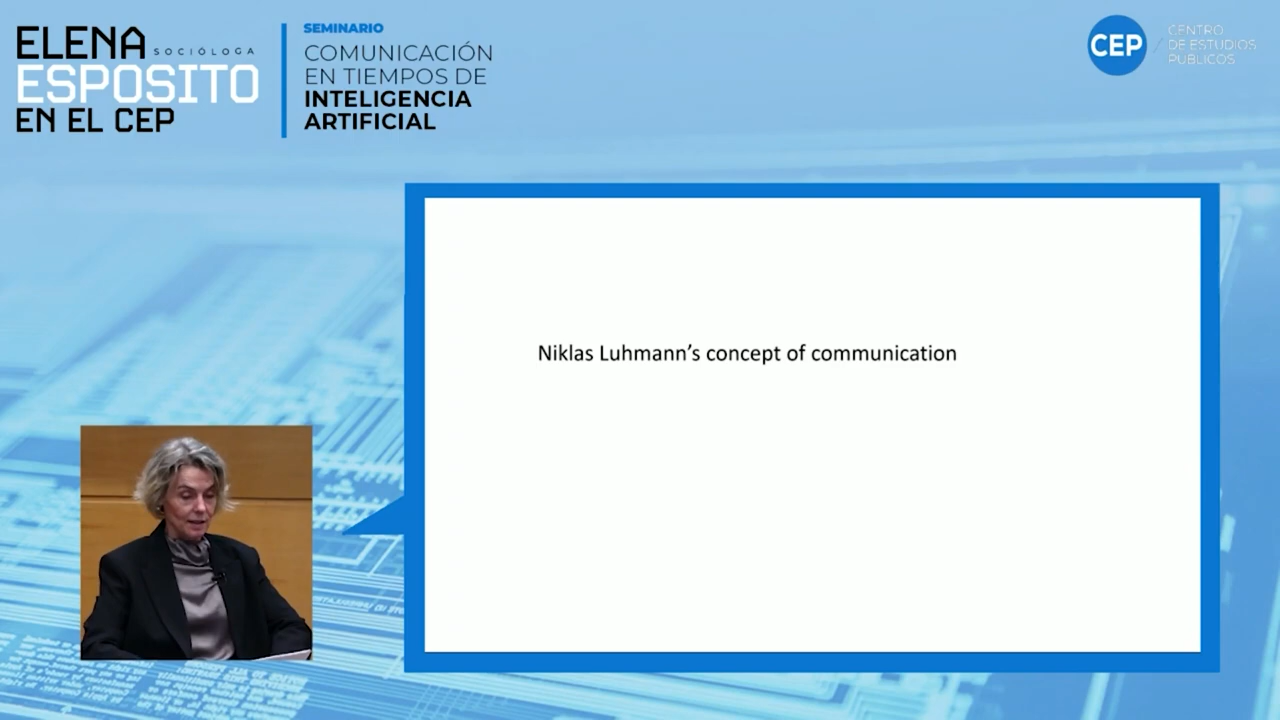 ELENA SOCIÓLOGA
ESPOSITO
EN EL CEP
SEMINARIO
COMUNICACIÓN
EN TIEMPOS DE
INTELIGENCIA
ARTIFICIAL
CEP
CENTRO
DE ESTUDIOS
PÚBLICOS
Niklas Luhmann’s concept of communication